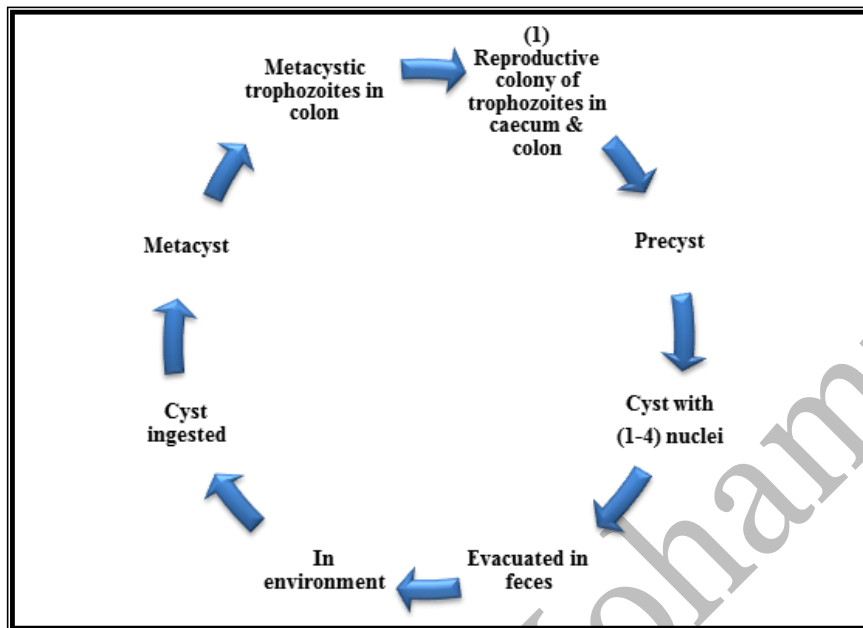 (1)
Reproductive
colony of
trophozoites in
caecum &
colon
Precyst
Cyst with
(1-4) nuclei
Evacuated in
feces
In
environment
Cyst
ingested
Metacyst
Metacystic
trophozoites in
colon